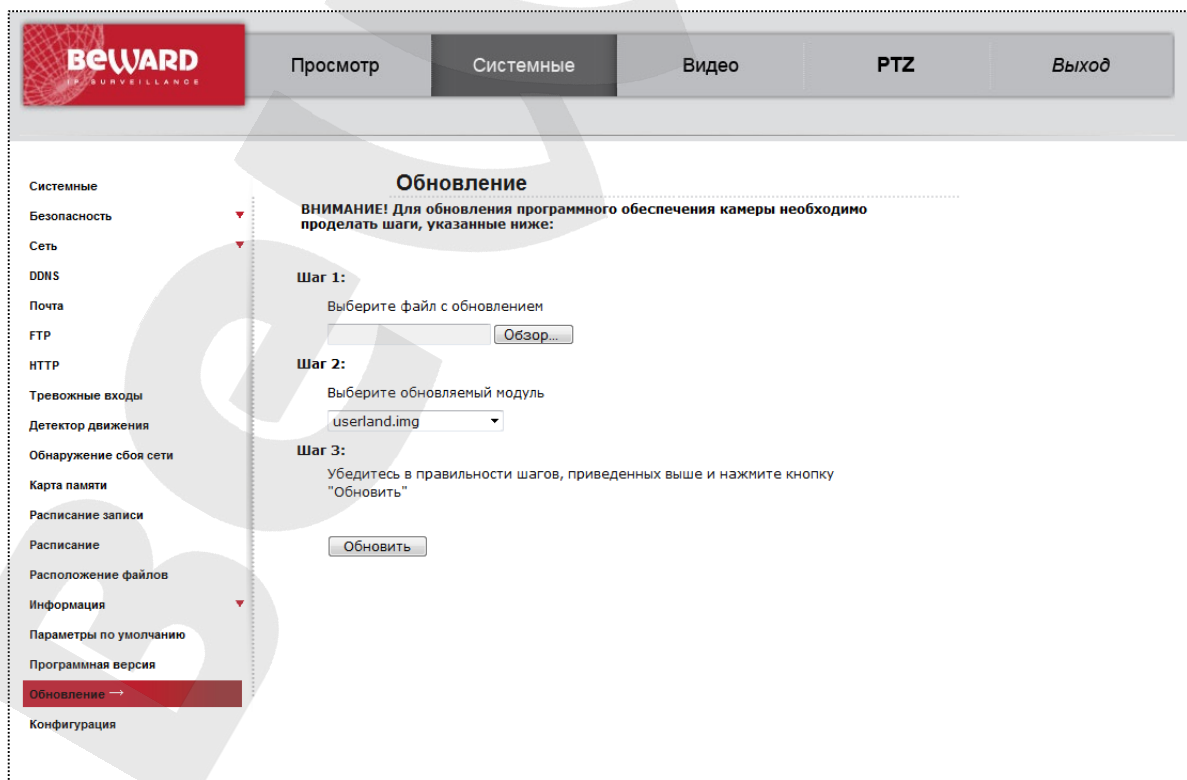 BEWARD
IP SURVEILLANCE
Просмотр
Системные
Видео
PTZ
Выход
Системные
Безопасность
Сеть
DDNS
Почта
FTP
HTTP
Тревожные входы
Детектор движения
Обнаружение сбоя сети
Карта памяти
Расписание записи
Расписание
Расположение файлов
Информация
Параметры по умолчанию
Программная версия
Обновление →
Конфигурация
Обновление
ВНИМАНИЕ! Для обновления программного обеспечения камеры необходимо
проделать шаги, указанные ниже:
Шаг 1:
Выберите файл с обновлением
Обзор...
Шаг 2:
Выберите обновляемый модуль
userland.img
Шаг 3:
Убедитесь в правильности шагов, приведенных выше и нажмите кнопку
"Обновить"
Обновить